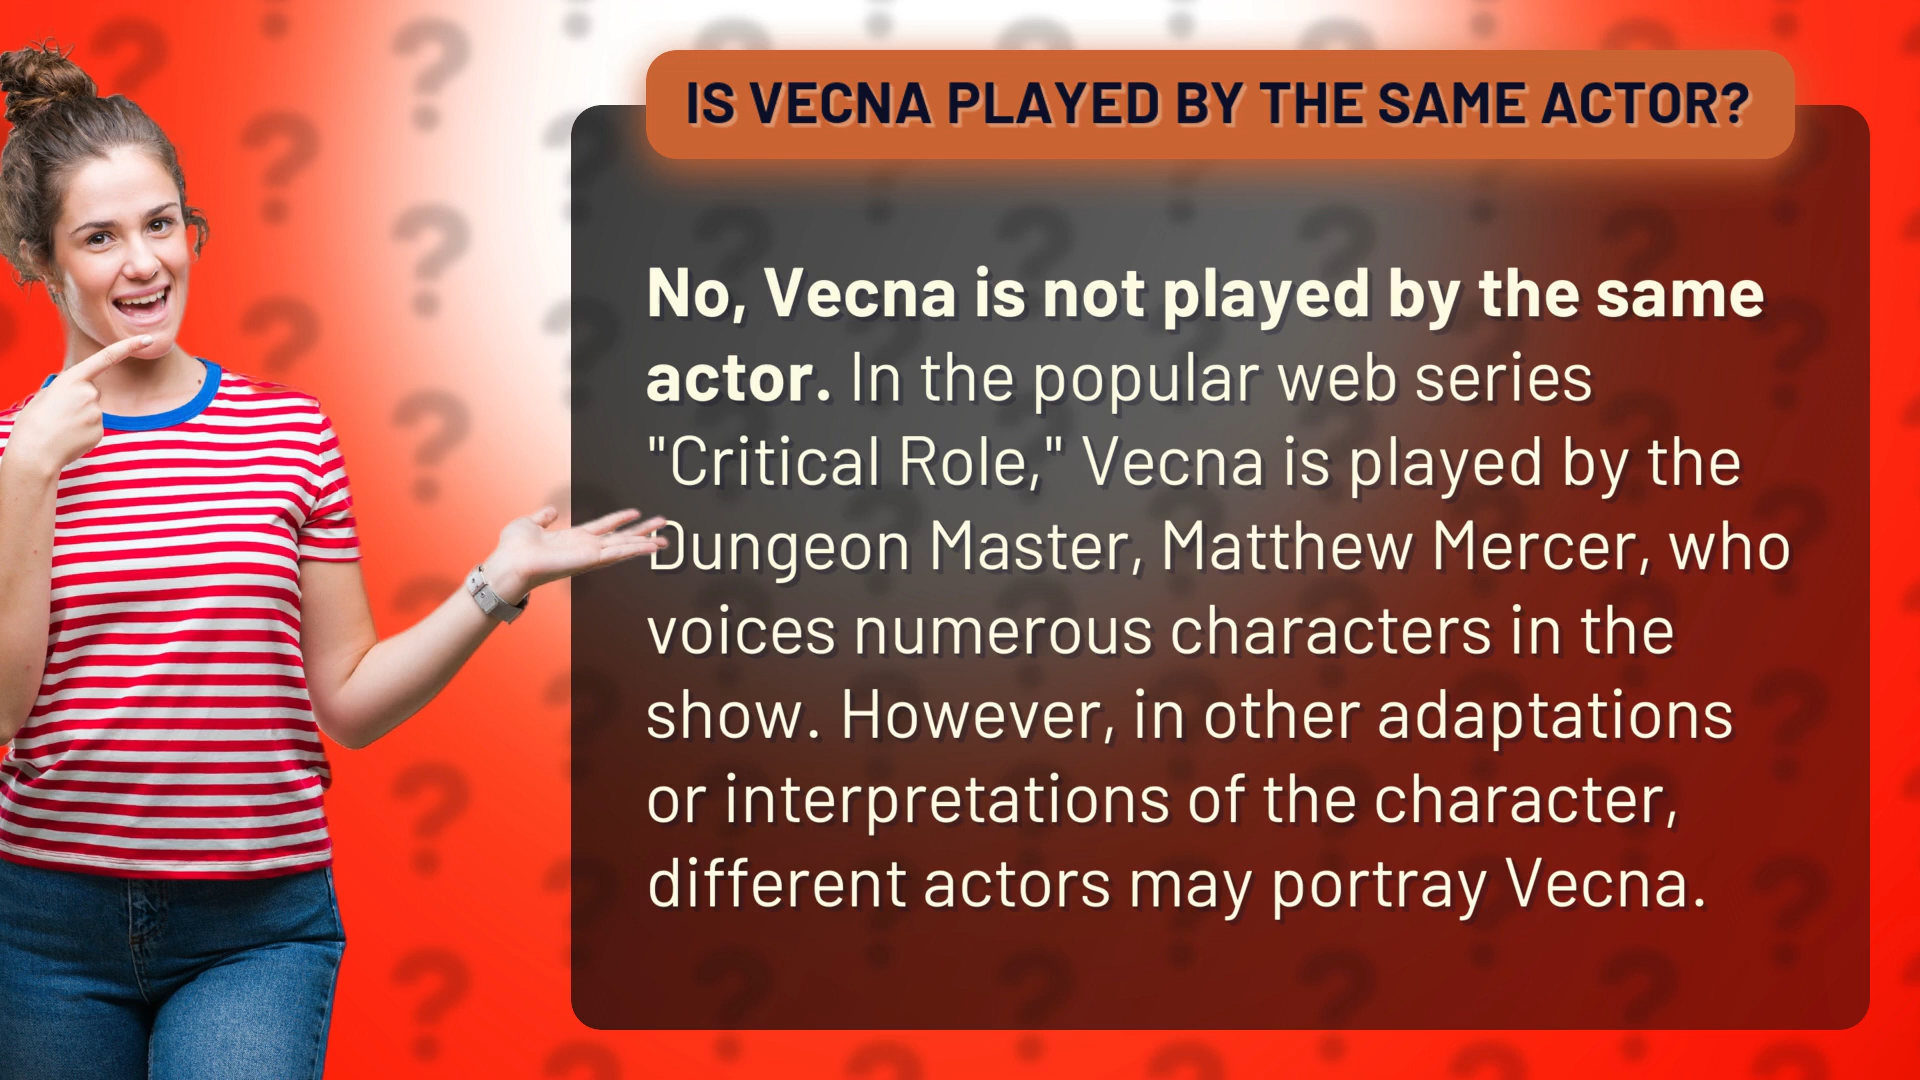 IS VECNA PLAYED BY THE SAME ACTOR?
No, Vecna is not played by the same
actor. In the popular web series
"Critical Role," Vecna is played by the
Dungeon Master, Matthew Mercer, who
voices numerous characters in the
show. However, in other adaptations
or interpretations of the character,
different actors may portray Vecna.